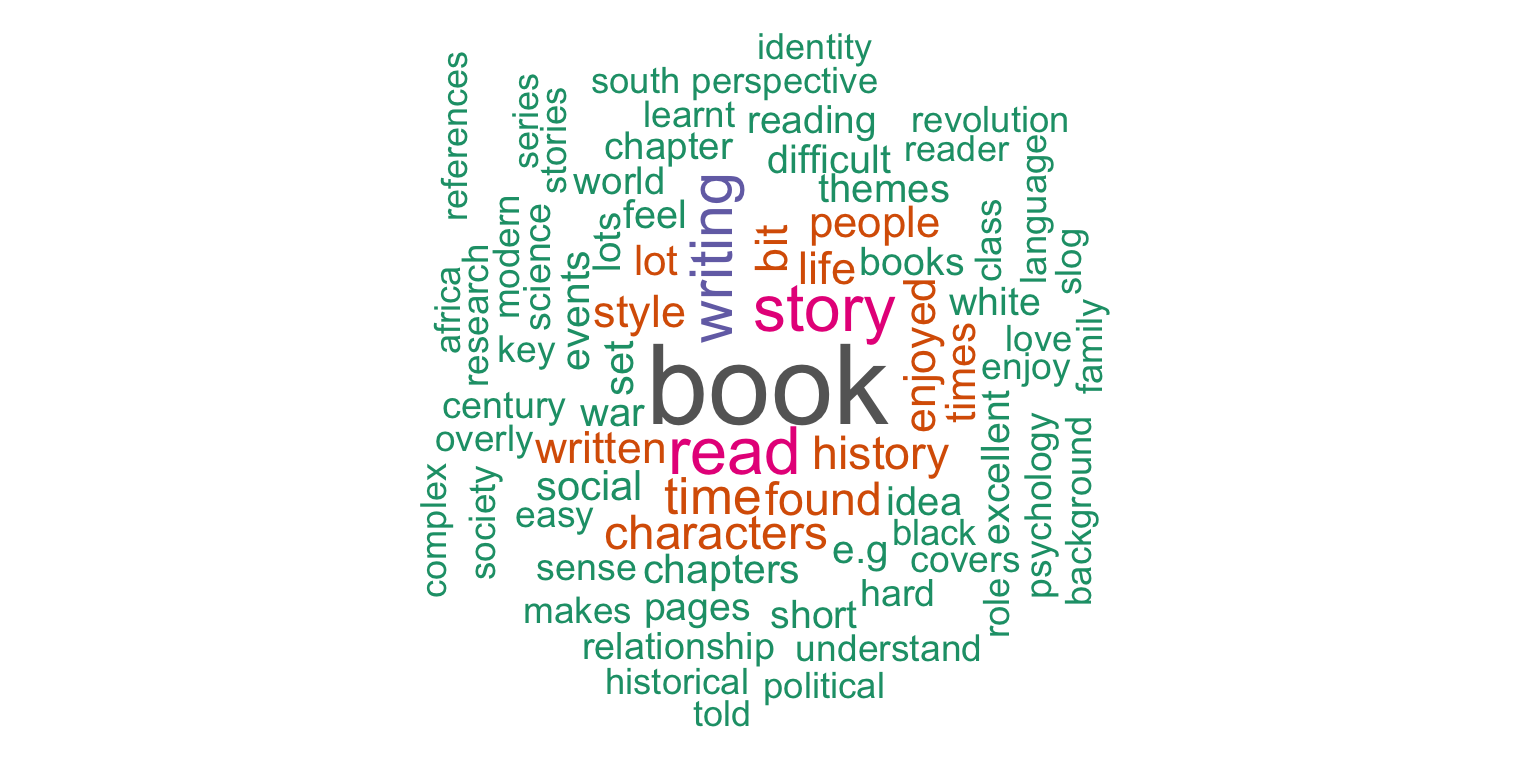 identity
south perspective
references
series
stories
learnt reading revolution
chapter difficult reader
language
world writing themes
feel
lots
people
class
slog
modern
science
bit
lot
life books
africa
research
events
style
story
enjoyed
white
times
family
key
set
love
enjoy
book
century war
overly written read history
excellent
psychology
background
complex
society
social
time found idea
easy
characters
e.g black
covers
sense chapters
hard
role
makes pages short
relationship understand
historical political
told